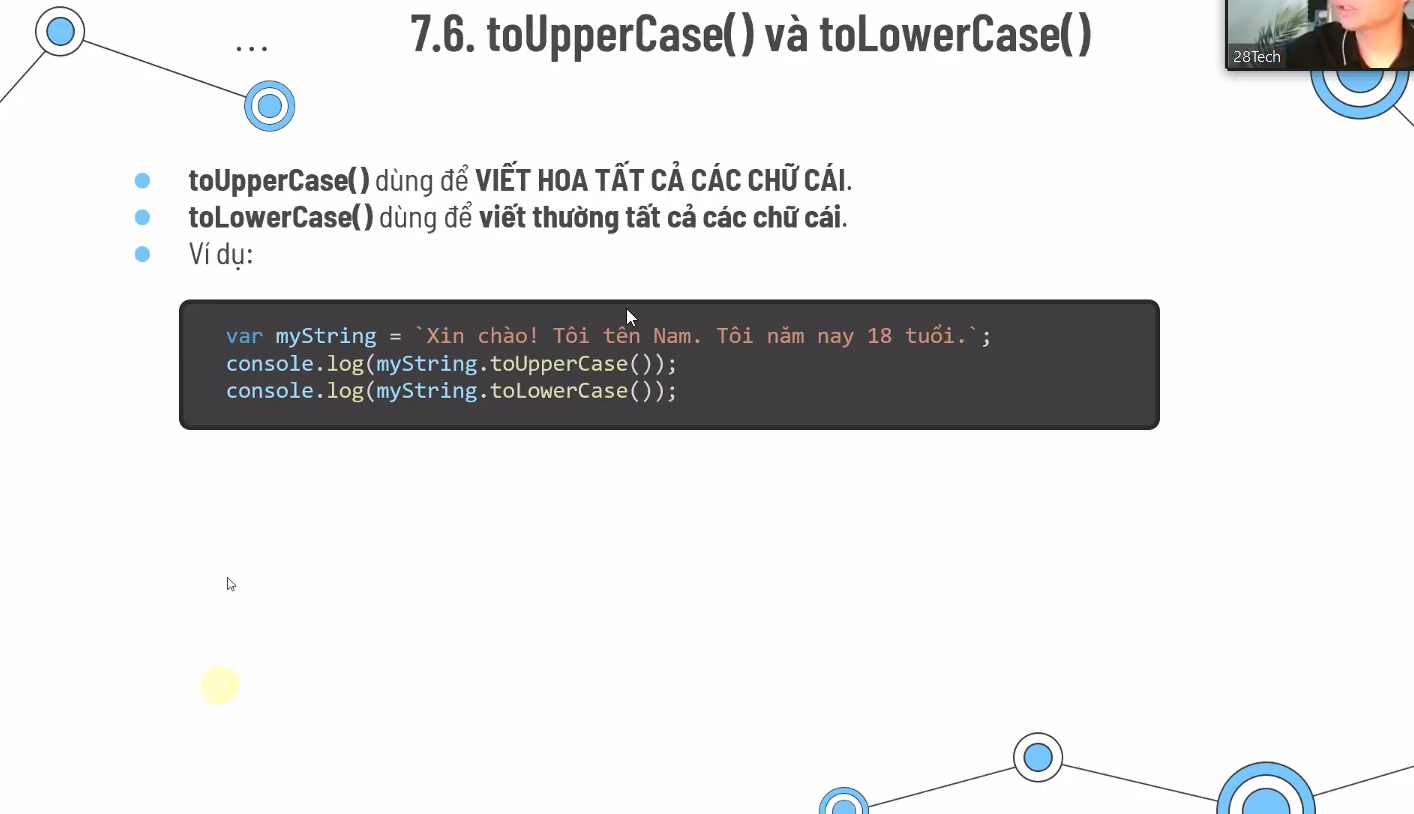 ...
7.6. toUpperCase() và toLowerCase()
28Tech
toUpperCase() dùng để VIẾT HOA TẤT CẢ CÁC CHỮ CÁI.
toLowerCase() dùng để viết thường tất cả các chữ cái.
Ví dụ:
var myString = `Xin chào! Tôi tên Nam. Tôi năm nay 18 tuổi.`;
console.log(myString.toUpperCase());
console.log(myString.toLowerCase());